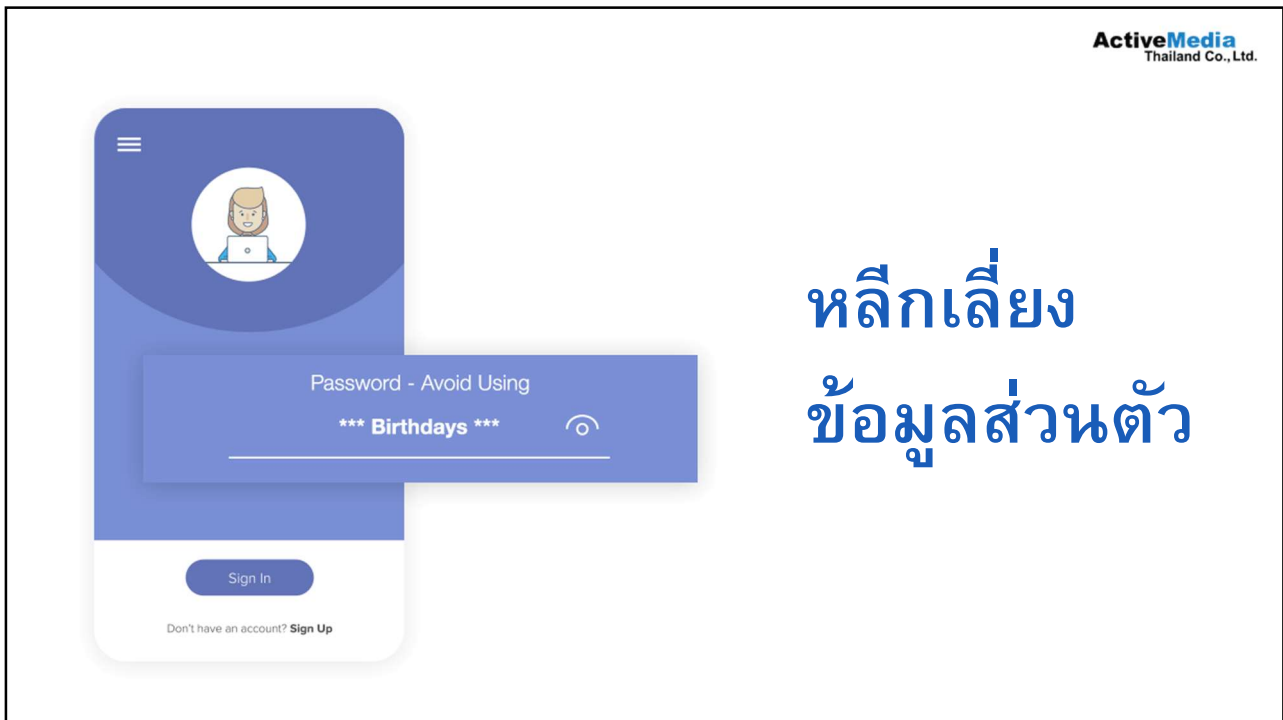 ActiveMedia
Thailand Co., Ltd.
Password - Avoid Using
*** Birthdays ***
Sign In
Don't have an account? Sign Up
หลีกเลี่ยง
ข้อมูลส่วนตัว